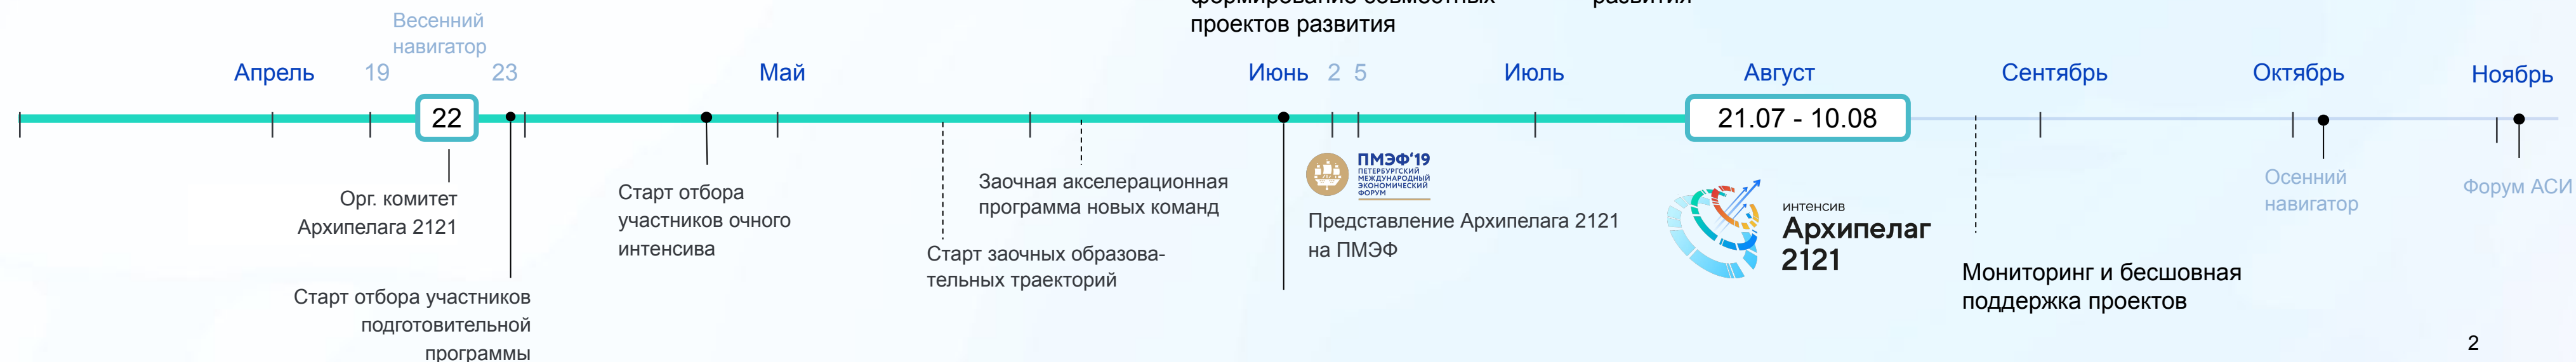 формирование совместных
развития
проектов развития
Весенний
навигатор
Апрель
19
23
Май
Июнь
2
5
Июль
Август
Сентябрь
Октябрь
Ноябрь
22
21.07 - 10.08
Орг. комитет
Архипелага 2121
Старт отбора участников
подготовительной
программы
Старт отбора
участников очного
интенсива
Старт заочных образова-
тельных траекторий
Заочная акселерационная
программа новых команд
ПМЭФ'19
ПЕТЕРБУРГСКИЙ
МЕЖДУНАРОДНЫЙ
ЭКОНОМИЧЕСКИЙ
ФОРУМ
Представление Архипелага 2121
на ПМЭФ
интенсив
Архипелаг
2121
Мониторинг и бесшовная
поддержка проектов
Осенний
навигатор
Форум АСИ
2